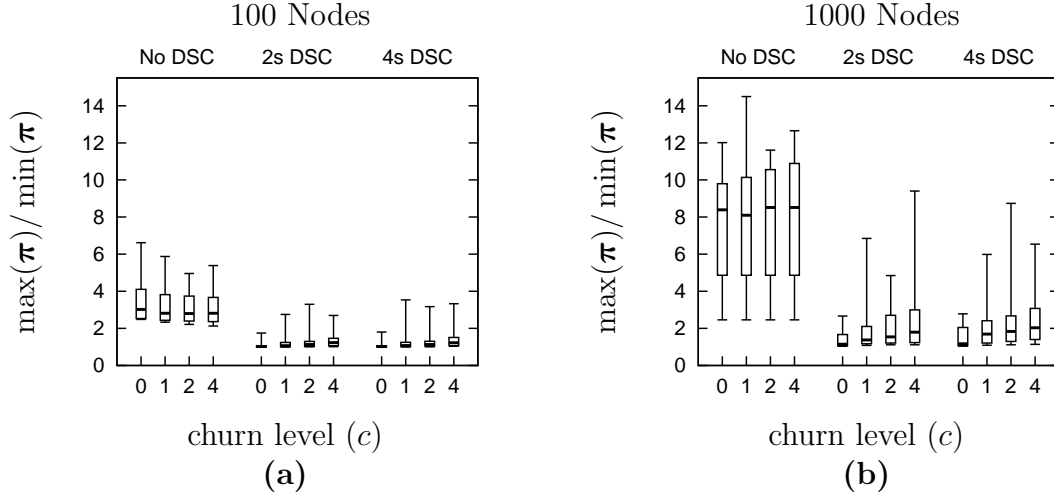 100 Nodes
No DSC 2s DSC 4s DSC
14
12
10
8
6
4
2
0
max(π)/ min(π)
0 1 2 4 0 1 2 4 0 1 2 4
churn level (c)
(a)
1000 Nodes
No DSC 2s DSC 4s DSC
14
12
10
8
6
4
2
0
max(π)/ min(π)
0 1 2 4 0 1 2 4 0 1 2 4
churn level (c)
(b)